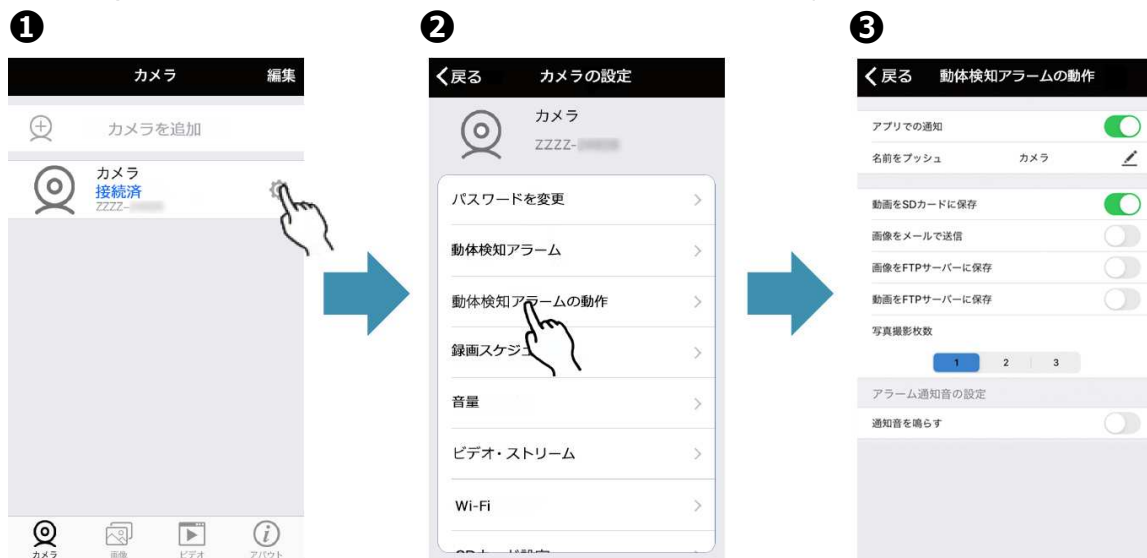 ❶
カメラ
編集
カメラを追加
カメラ
接続済
ZZZZ-
カメラ
画像
ビデオ
アバウト
❷
戻る カメラの設定
カメラ
ZZZZ-
パスワードを変更
動体検知アラーム
動体検知アラームの動作
録画スケジュ
音量
ビデオ・ストリーム
Wi-Fi
❸
戻る 動体検知アラームの動作
アプリでの通知
名前をプッシュ カメラ
動画をSDカードに保存
画像をメールで送信
画像をFTPサーバーに保存
動画をFTPサーバーに保存
写真撮影枚数
1 2 3
アラーム通知音の設定
通知音を鳴らす